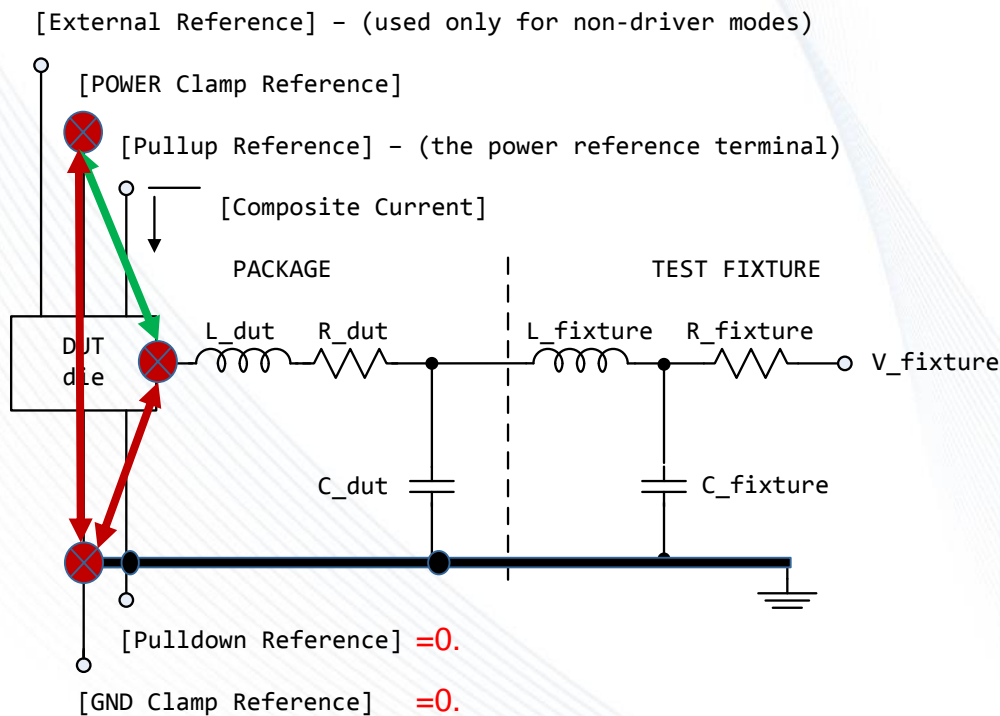 [External Reference] – (used only for non-driver modes)
[POWER Clamp Reference]
[Pullup Reference] – (the power reference terminal)
[Composite Current]
PACKAGE
TEST FIXTURE
L_dut
R_dut
L_fixture
R_fixture
DUT
die
V_fixture
C_dut
C_fixture
[Pulldown Reference] =0.
[GND Clamp Reference] =0.